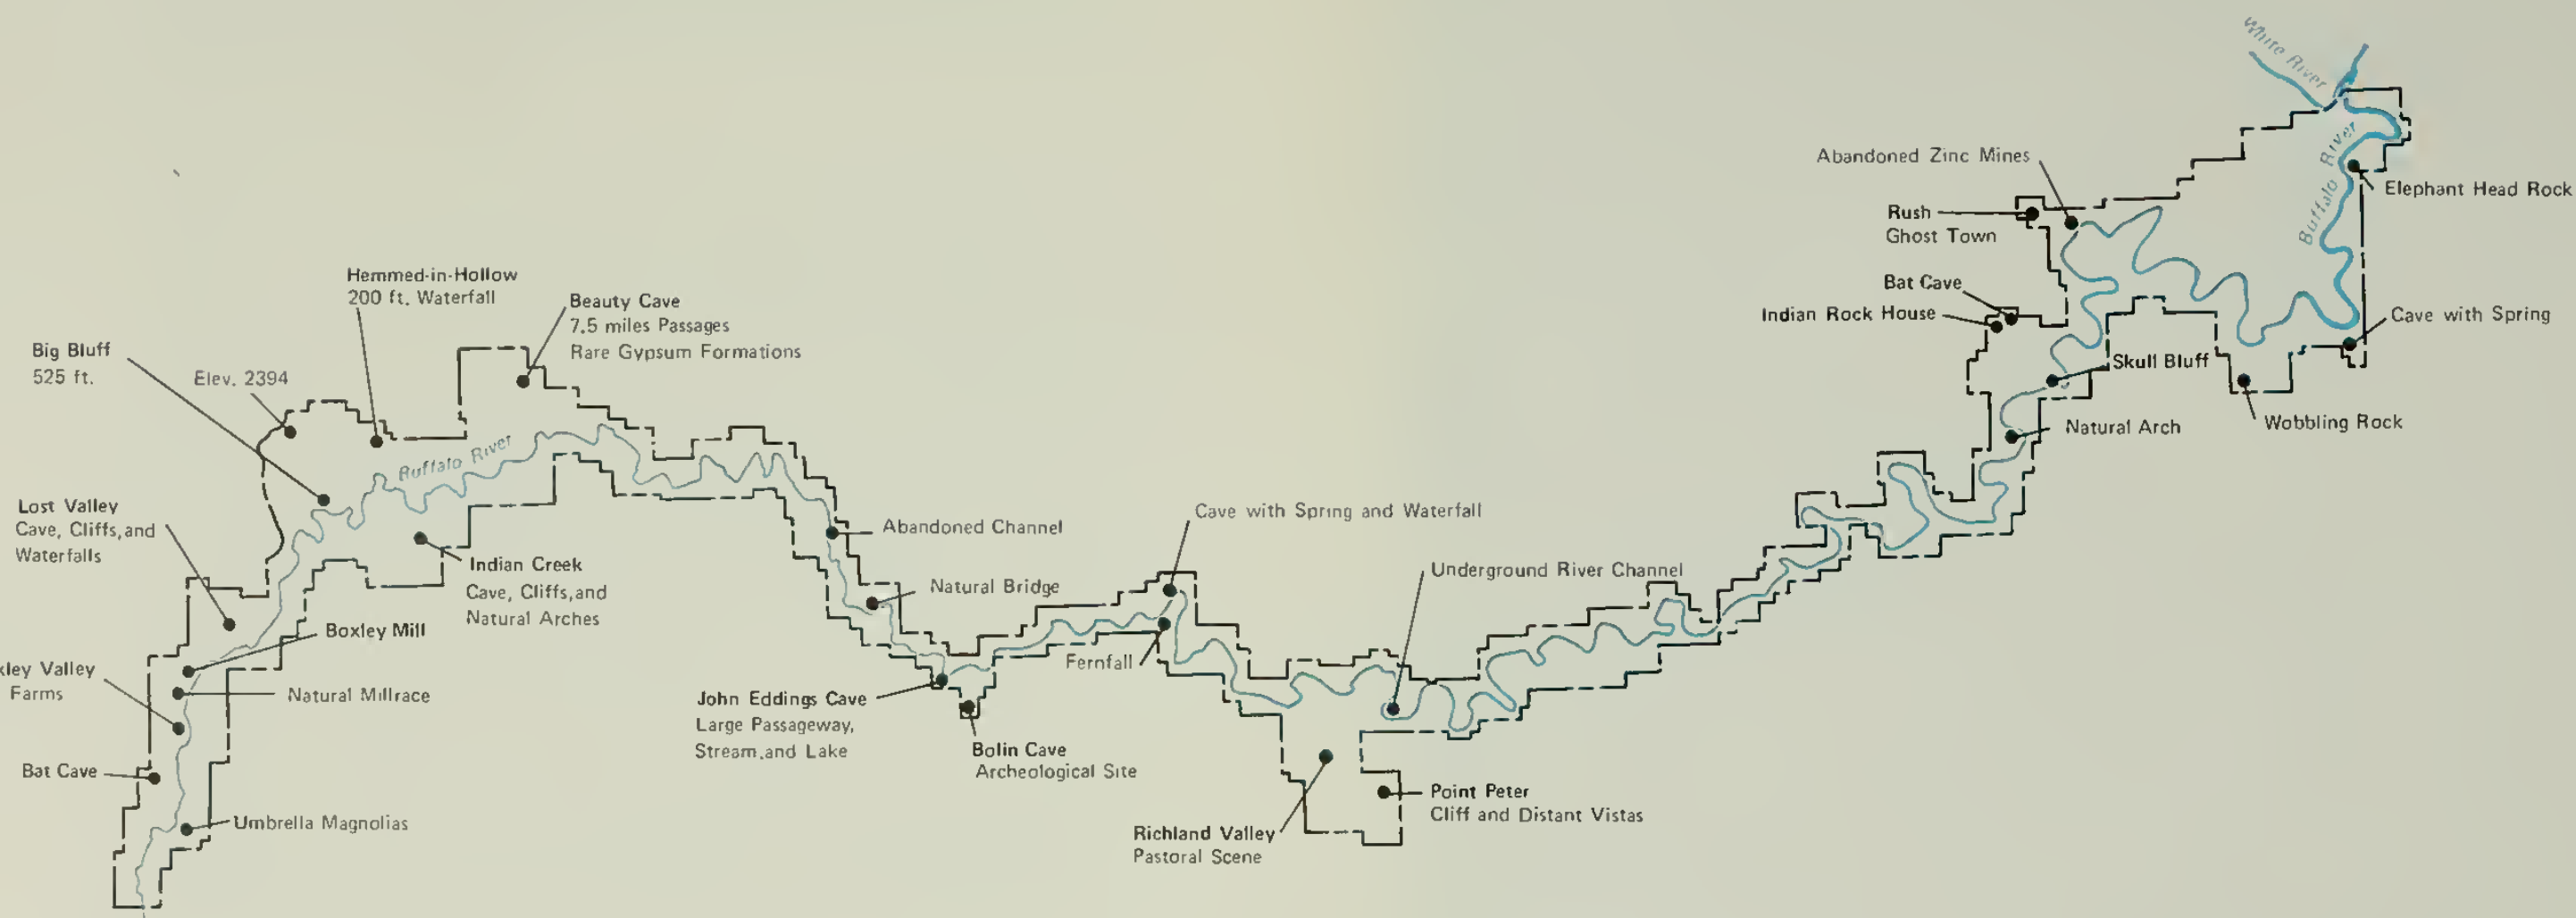 White River
Buffalo River
Abandoned Zinc Mines
Elephant Head Rock
Rush
Ghost Town
Hemmed-in-Hollow
200 ft. Waterfall
Beauty Cave
7.5 miles Passages
Rare Gypsum Formations
Bat Cave
Indian Rock House
Cave with Spring
Big Bluff
525 ft.
Elev. 2394
Skull Bluff
Wobbling Rock
Natural Arch
Buffalo River
Lost Valley
Cave, Cliffs, and
Waterfalls
Cave with Spring and Waterfall
Abandoned Channel
Indian Creek
Cave, Cliffs, and
Natural Arches
Underground River Channel
Natural Bridge
Boxley Mill
Fernfall
Valley
Farms
Natural Millrace
John Eddings Cave
Large Passageway,
Stream, and Lake
Bolin Cave
Archeological Site
Bat Cave
Point Peter
Cliff and Distant Vistas
Umbrella Magnolias
Richland Valley
Pastoral Scene